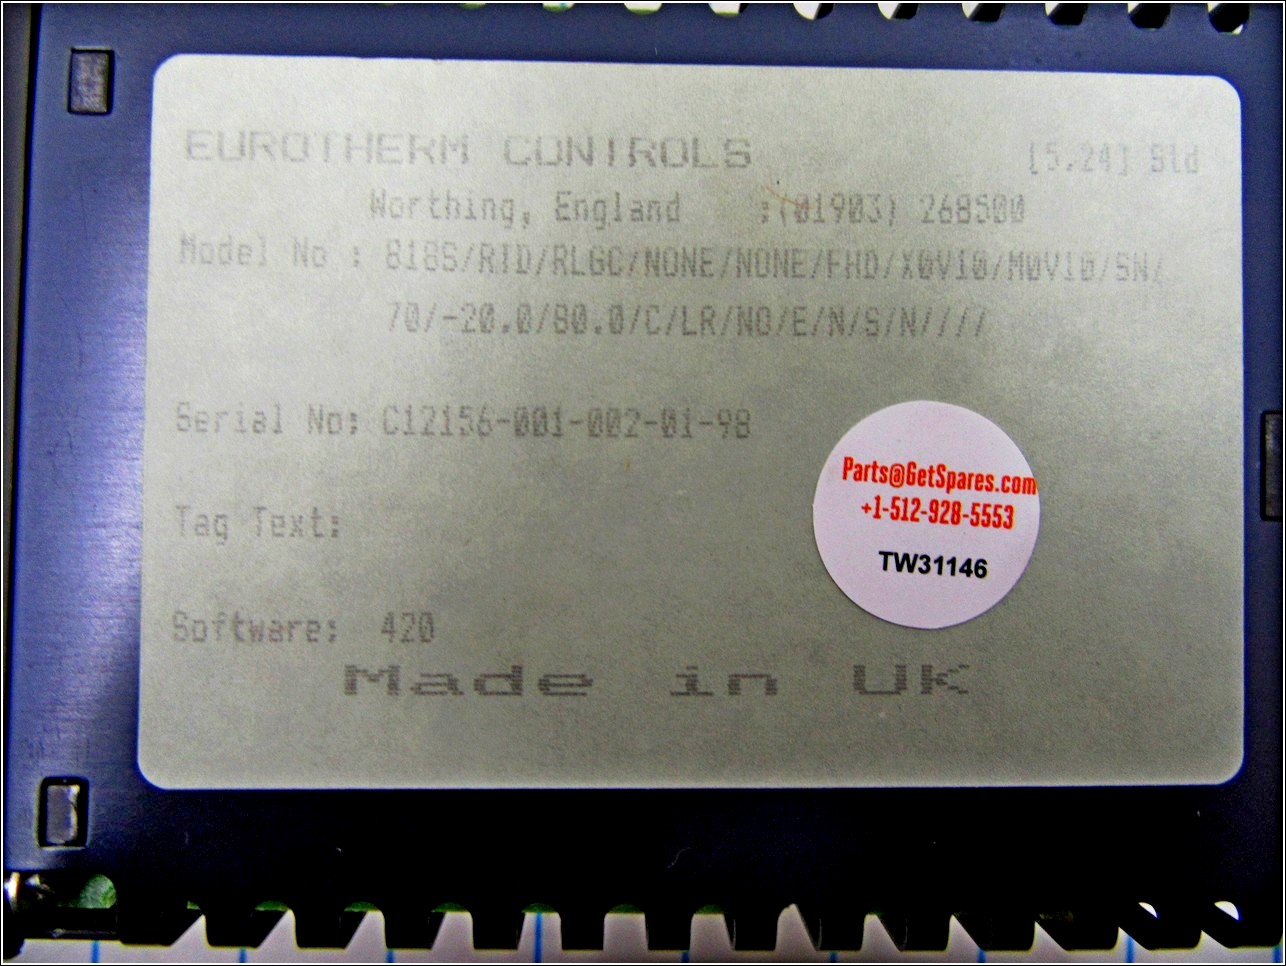 EUROTHERM CONTROLS [5.24] Sld
Worthing, England :(01903) 268500
Model No : 818S/RTD/RLGC/NONE/NONE/FHD/X0V10/M0V10/SN/
70/-20.0/80.0/C/LR/NO/E/N/S/N////
Serial No: C12156-001-002-01-98
Parts@GetSpares.com
+1-512-928-5553
TW31146
Tag Text:
Software: 420
Made in UK